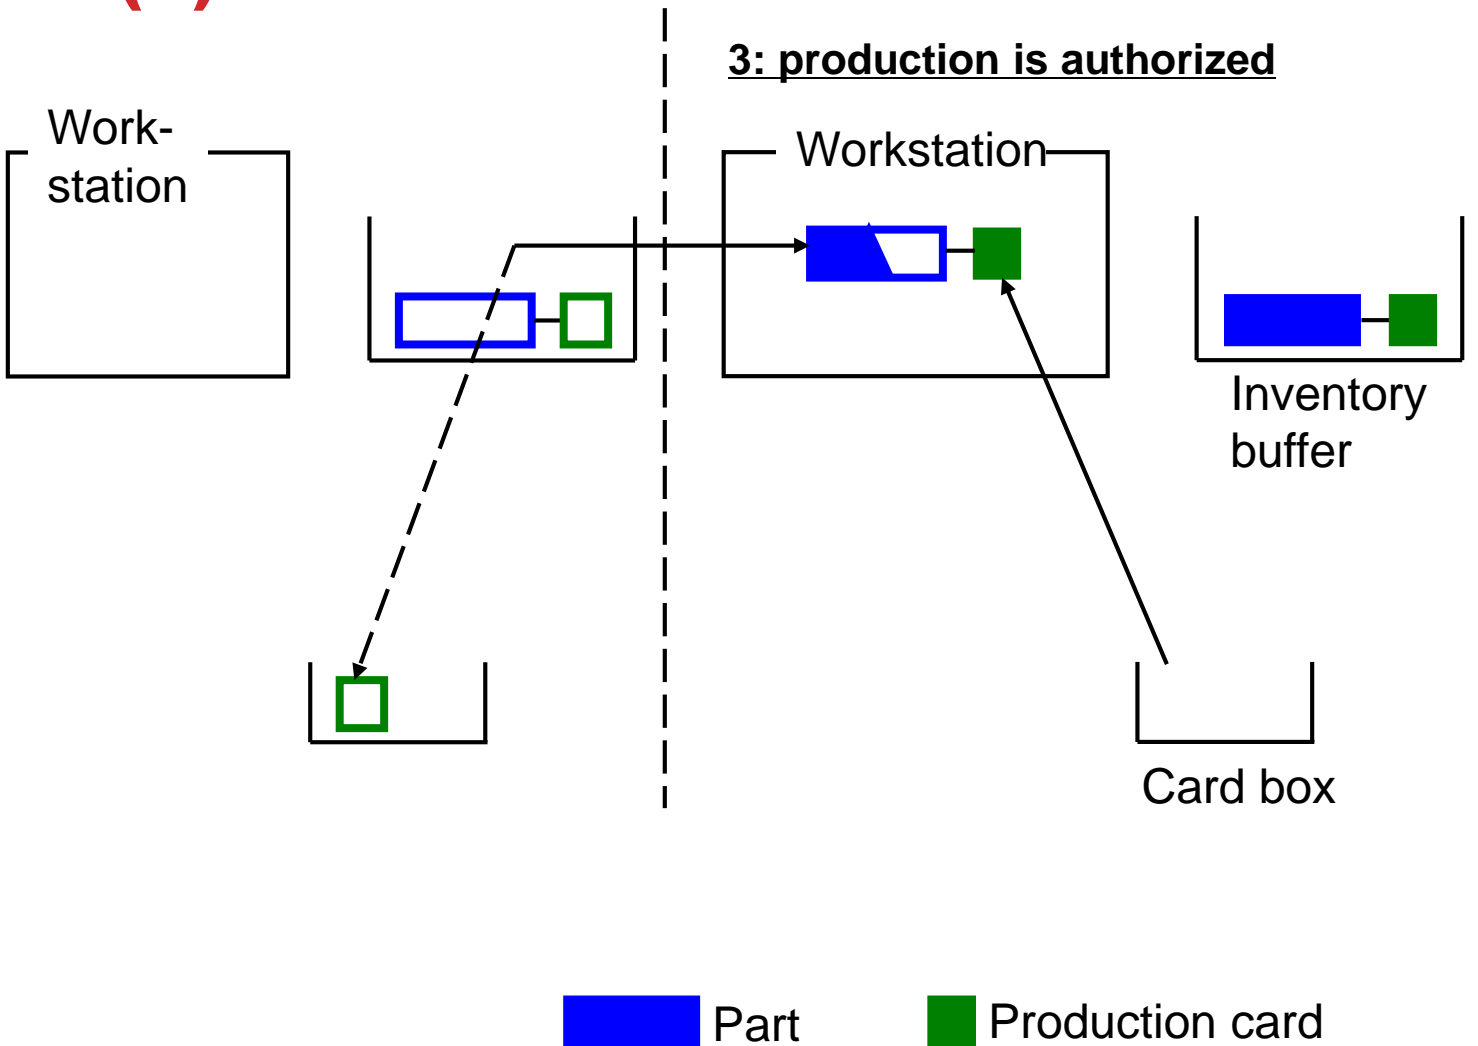 3: production is authorized
Work-
station
Workstation
Inventory
buffer
Card box
Part
Production card